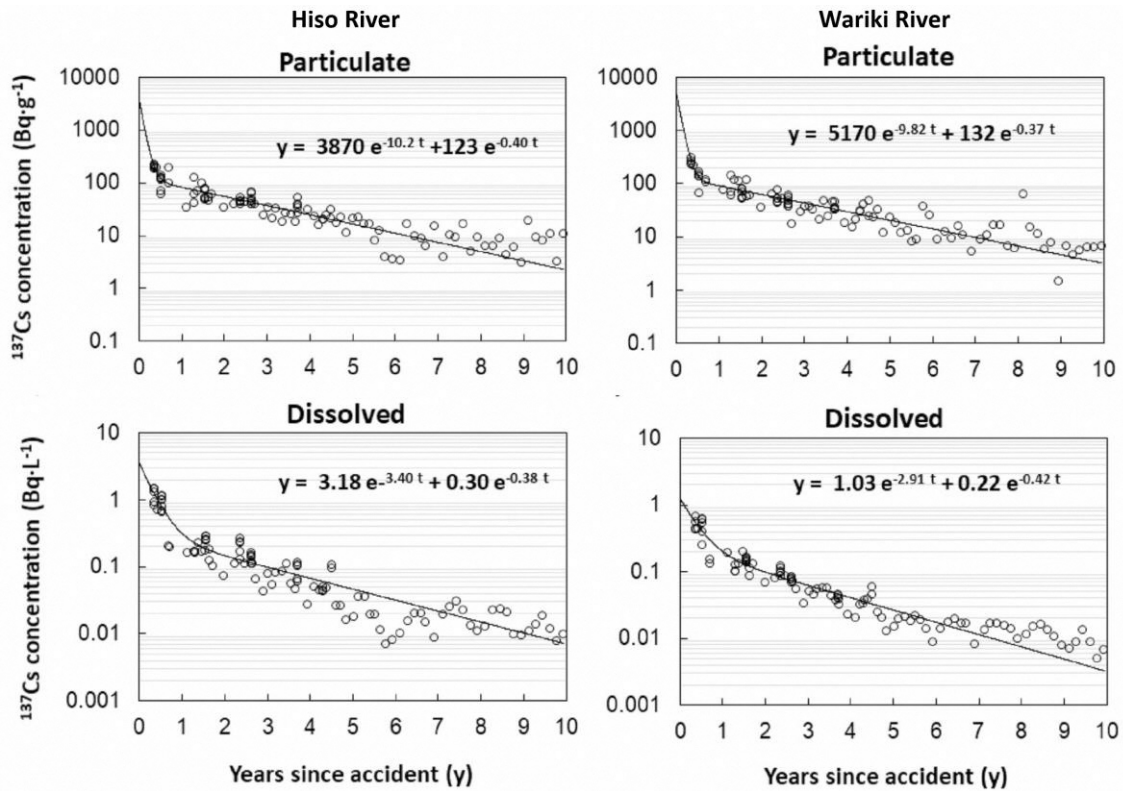 Hiso River
Wariki River
Particulate
Particulate
¹³⁷Cs concentration (Bq·g⁻¹)
10000
1000
100
10
1
0.1
y = 3870 e⁻¹⁰·² ᵗ +123 e⁻⁰·⁴⁰ ᵗ
0 1 2 3 4 5 6 7 8 9 10
10000
1000
100
10
1
0.1
y = 5170 e⁻⁹·⁸² ᵗ + 132 e⁻⁰·³⁷ ᵗ
0 1 2 3 4 5 6 7 8 9 10
Dissolved
Dissolved
¹³⁷Cs concentration (Bq·L⁻¹)
10
1
0.1
0.01
0.001
y = 3.18 e⁻³·⁴⁰ ᵗ + 0.30 e⁻⁰·³⁸ ᵗ
0 1 2 3 4 5 6 7 8 9 10
10
1
0.1
0.01
0.001
y = 1.03 e⁻²·⁹¹ ᵗ + 0.22 e⁻⁰·⁴² ᵗ
0 1 2 3 4 5 6 7 8 9 10
Years since accident (y)
Years since accident (y)